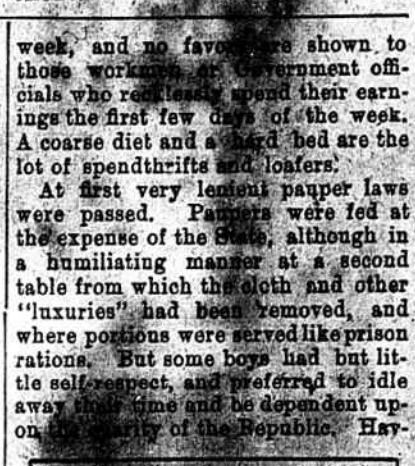 week, and no favors are shown to
those workmen or Government offi-
cials who recklessly spend their earn-
ings the first few days of the week.
A coarse diet and a hard bed are the
lot of spendthrifts and loafers.
At first very lenient pauper laws
were passed. Paupers were fed at
the expense of the State, although in
a humiliating manner at a second
table from which the cloth and other
"luxuries" had been removed, and
where portions were served like prison
rations. But some boys had but lit-
tle self-respect, and preferred to idle
away their time and be dependent up-
on the charity of the Republic. Hav-